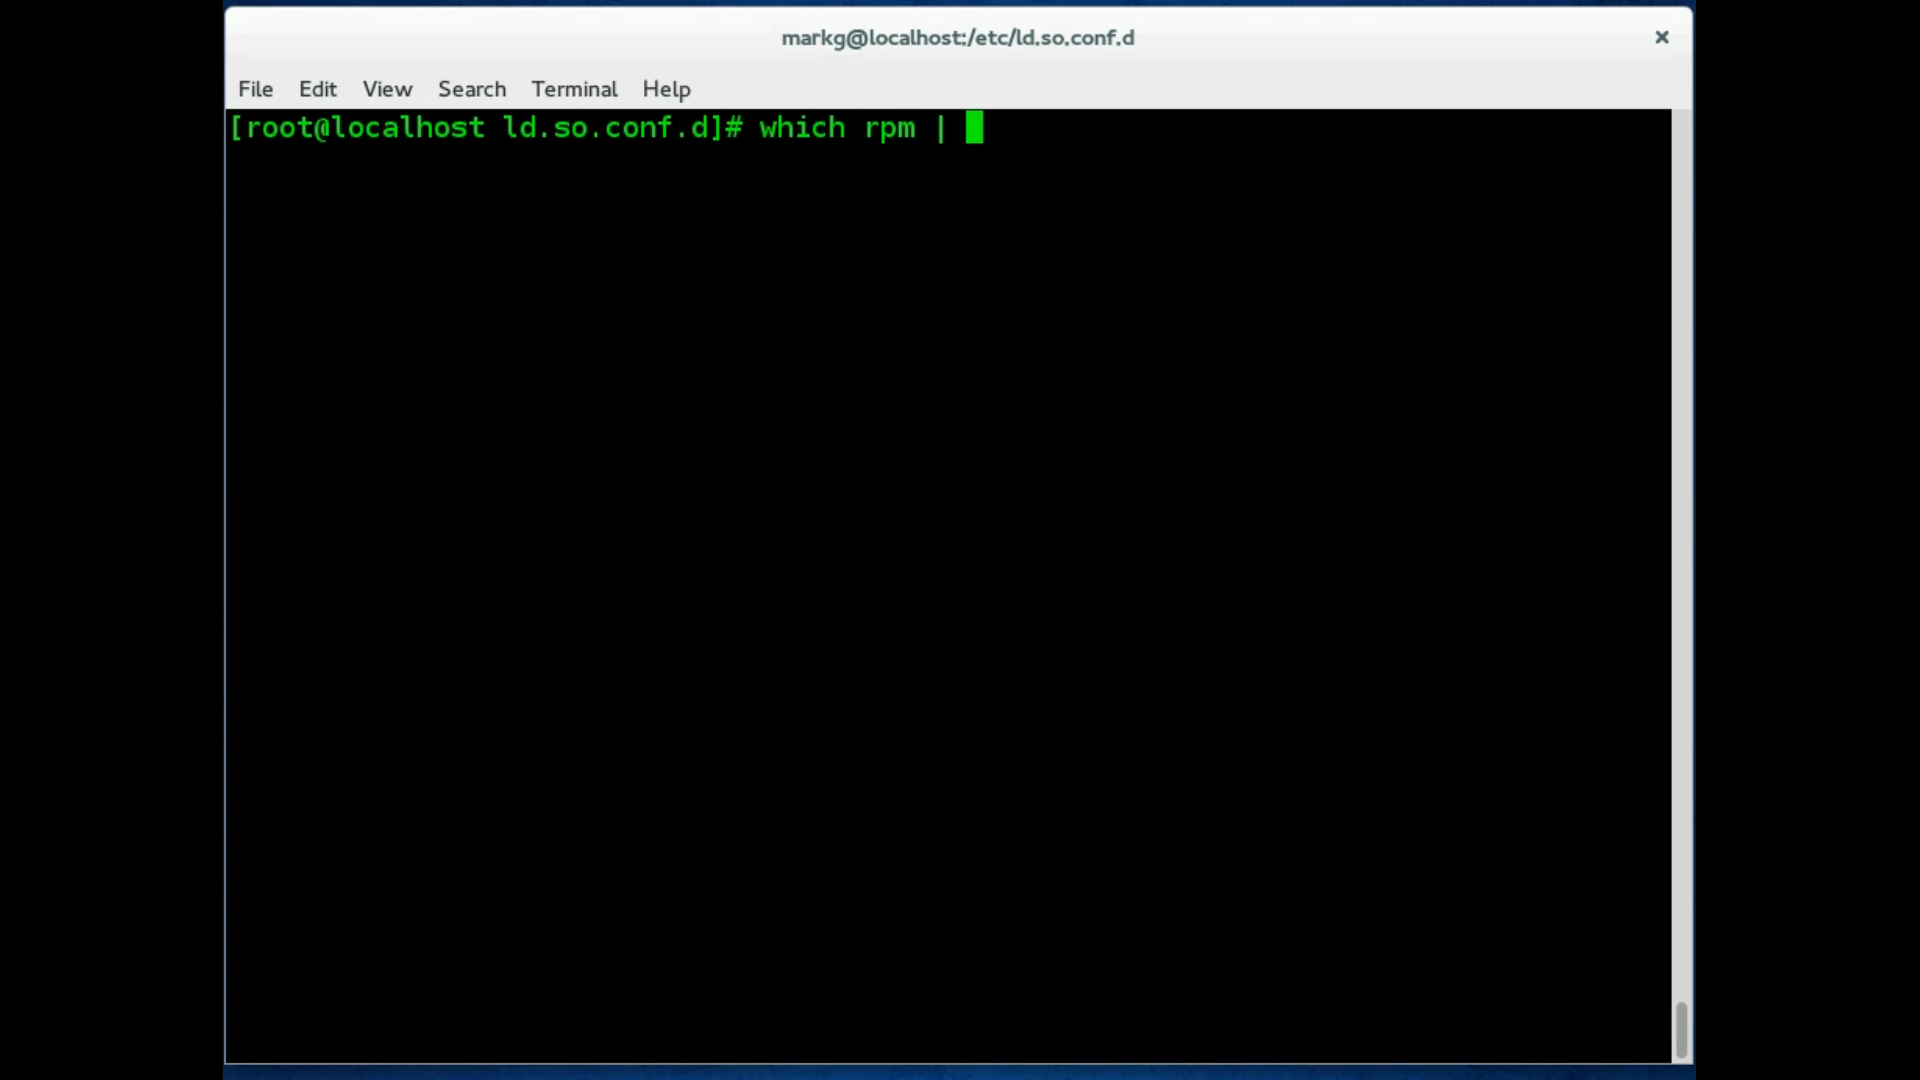 markg@localhost:/etc/ld.so.conf.d ×
File Edit View Search Terminal Help
[root@localhost ld.so.conf.d]# which rpm |